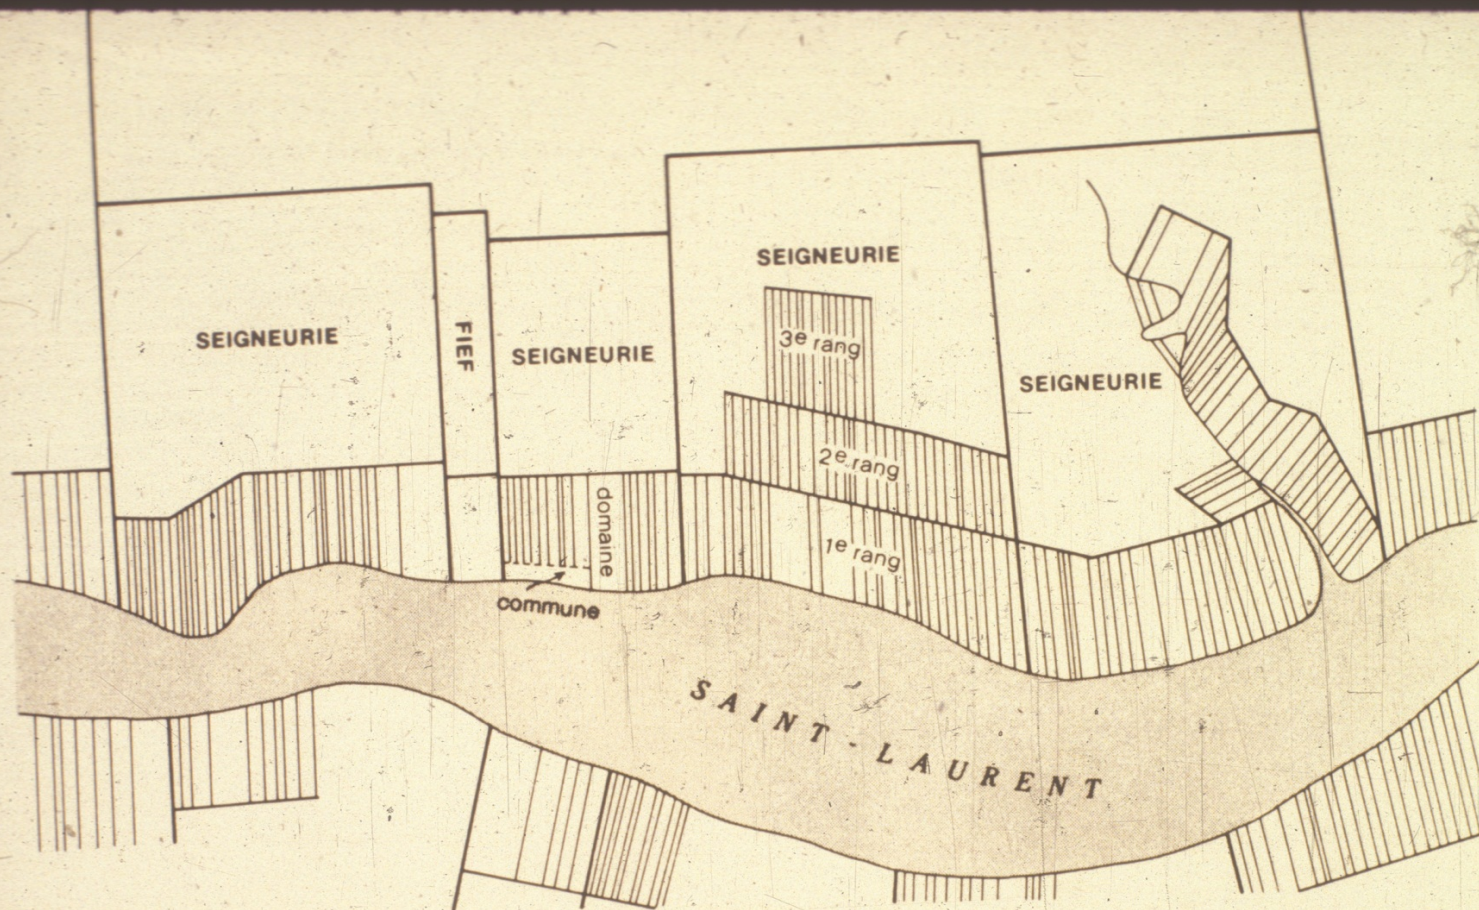 SEIGNEURIE
SEIGNEURIE
FIEF
SEIGNEURIE
3e rang
SEIGNEURIE
2e rang
domaine
1e rang
commune
SAINT-LAURENT